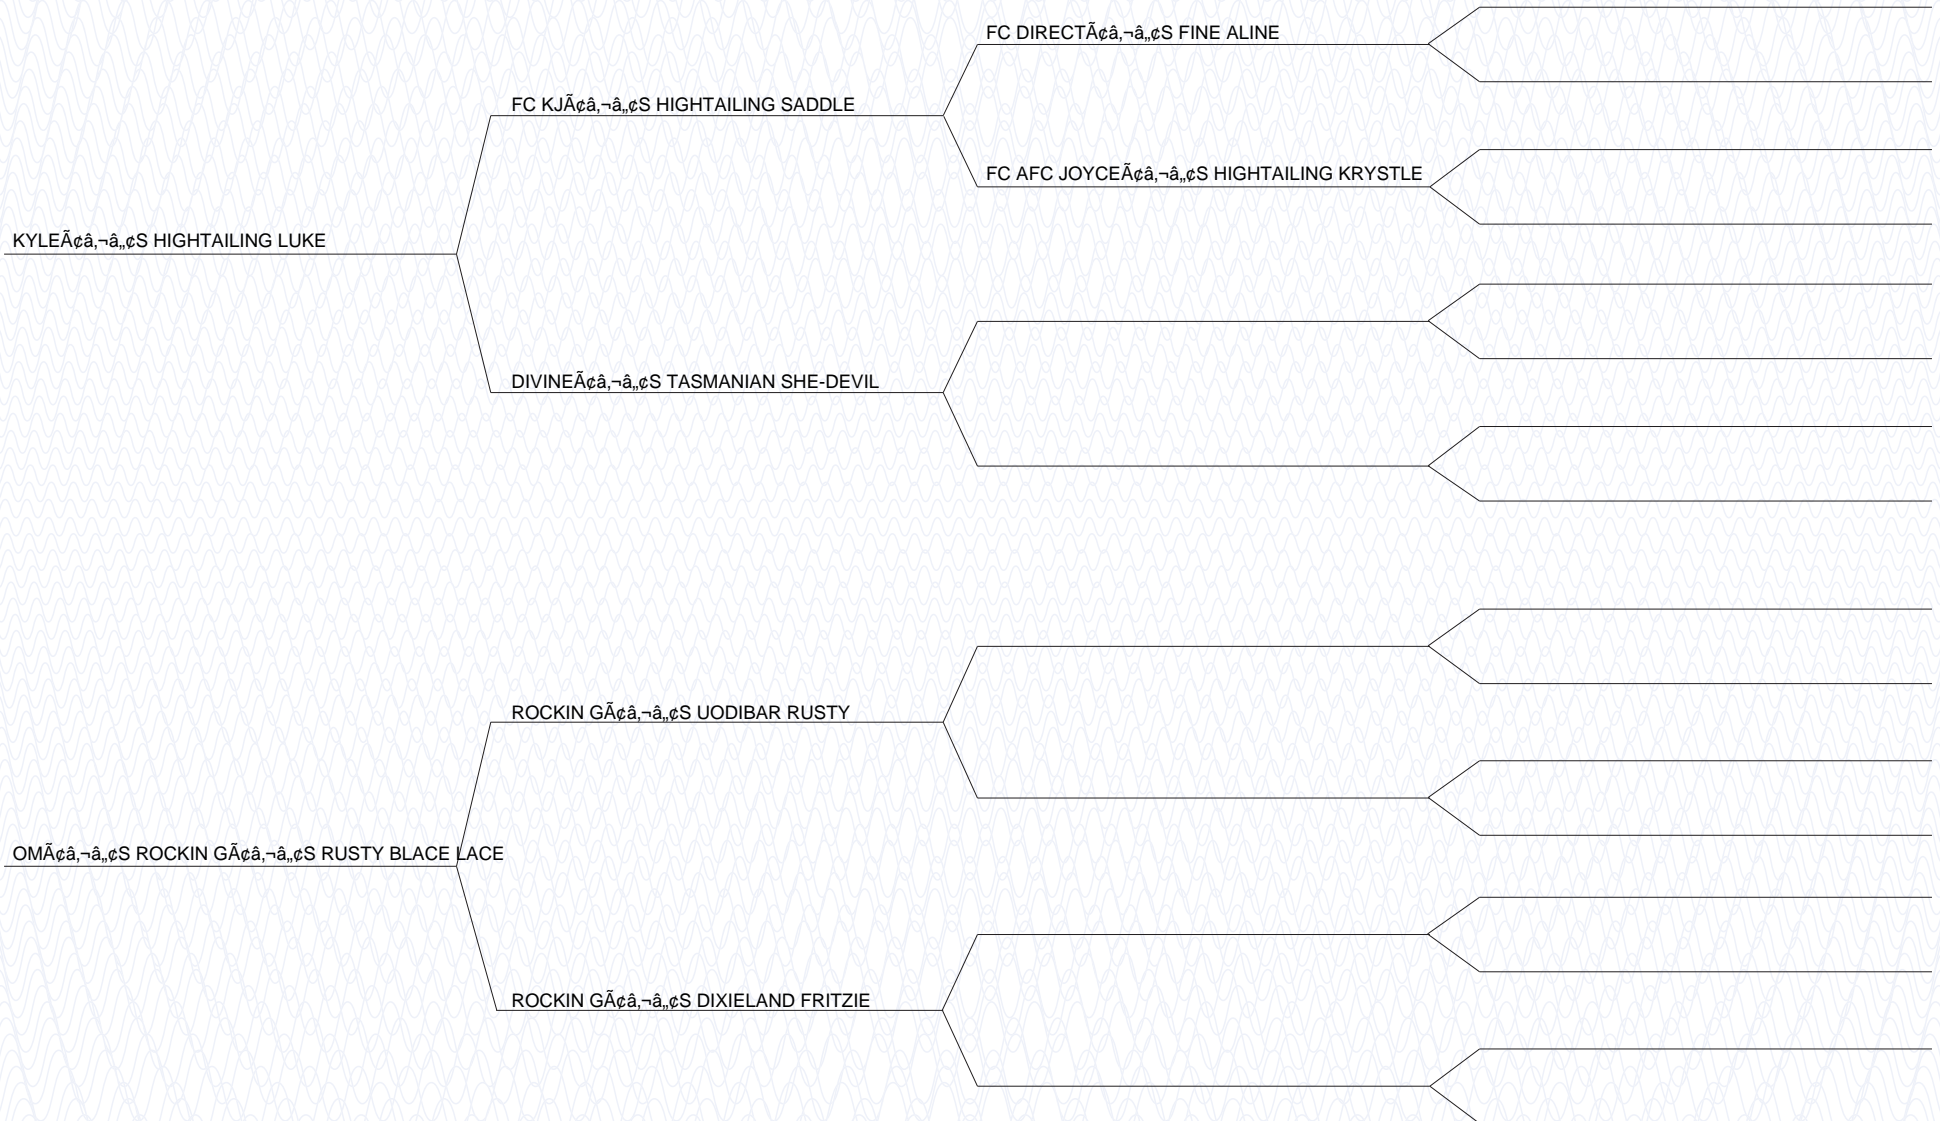 FC DIRECTÃ¢â‚¬â„¢S FINE ALINE
FC KJÃ¢â‚¬â„¢S HIGHTAILING SADDLE
FC AFC JOYCEÃ¢â‚¬â„¢S HIGHTAILING KRYSTLE
KYLEÃ¢â‚¬â„¢S HIGHTAILING LUKE
DIVINEÃ¢â‚¬â„¢S TASMANIAN SHE-DEVIL
ROCKIN GÃ¢â‚¬â„¢S UODIBAR RUSTY
OMÃ¢â‚¬â„¢S ROCKIN GÃ¢â‚¬â„¢S RUSTY BLACE LACE
ROCKIN GÃ¢â‚¬â„¢S DIXIELAND FRITZIE